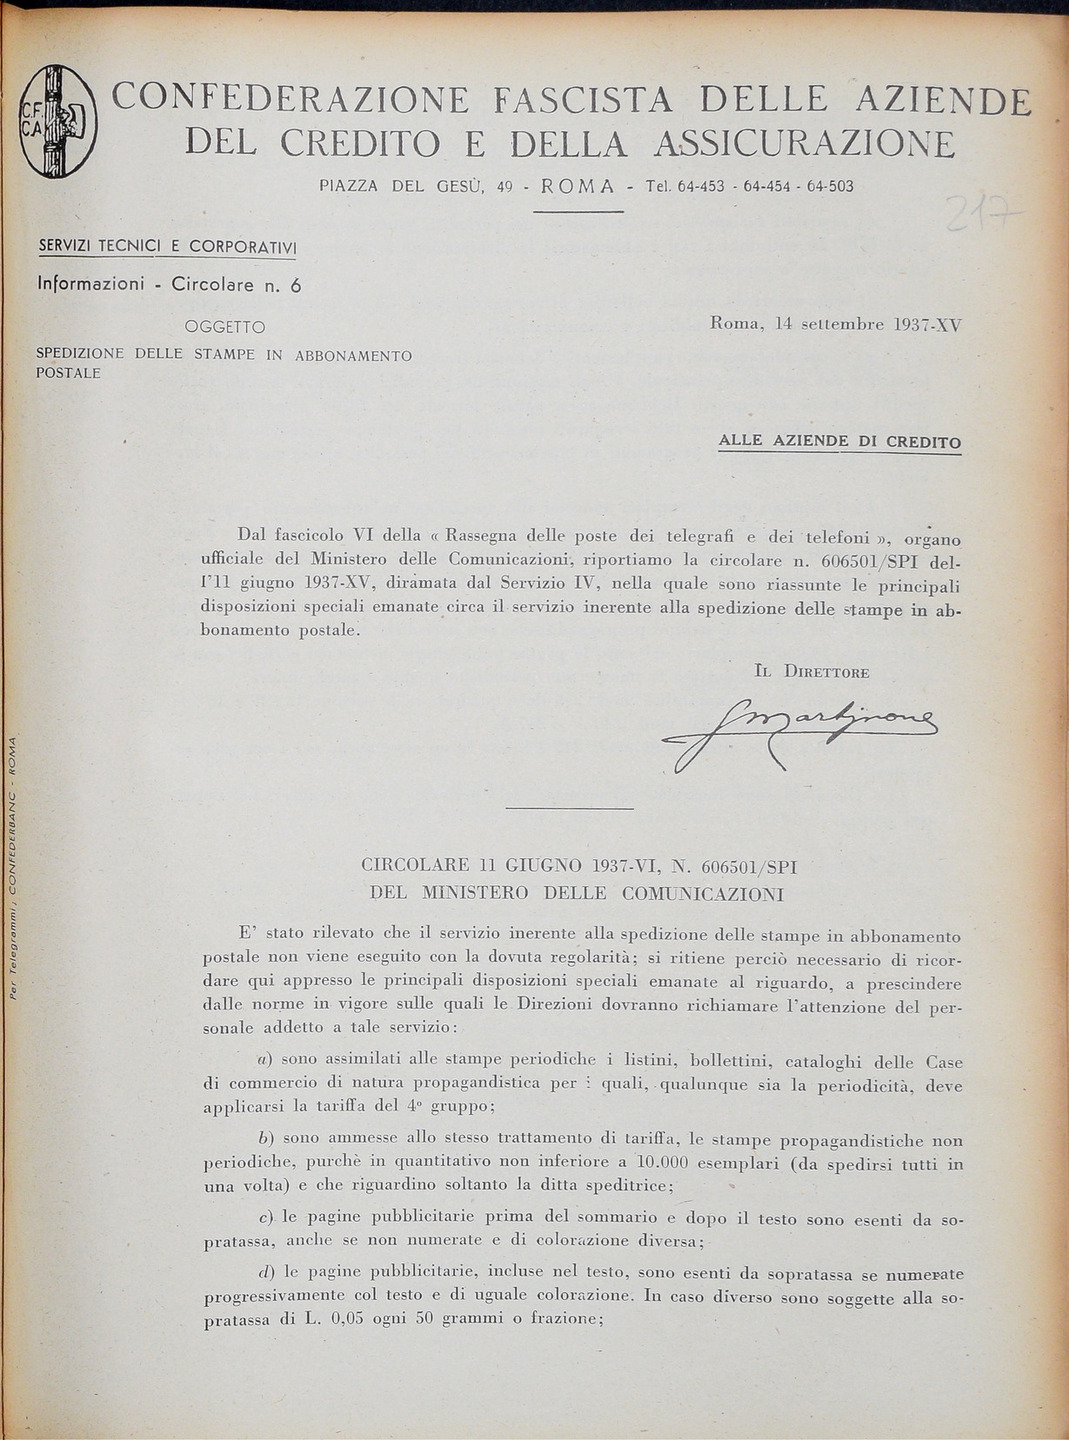 C.F.
C.A.
CONFEDERAZIONE FASCISTA DELLE AZIENDE
DEL CREDITO E DELLA ASSICURAZIONE
PIAZZA DEL GESÙ, 49 - ROMA - Tel. 64-453 - 64-454 - 64-503
217
SERVIZI TECNICI E CORPORATIVI
Informazioni - Circolare n. 6
OGGETTO
SPEDIZIONE DELLE STAMPE IN ABBONAMENTO
POSTALE
Roma, 14 settembre 1937-XV
ALLE AZIENDE DI CREDITO
Dal fascicolo VI della « Rassegna delle poste dei telegrafi e dei telefoni », organo
ufficiale del Ministero delle Comunicazioni, riportiamo la circolare n. 606501/SPI del-
l'11 giugno 1937-XV, diramata dal Servizio IV, nella quale sono riassunte le principali
disposizioni speciali emanate circa il servizio inerente alla spedizione delle stampe in ab-
bonamento postale.
IL DIRETTORE
GMartinone
Per Telegrammi, CONFEDERBANC - ROMA
CIRCOLARE 11 GIUGNO 1937-VI, N. 606501/SPI
DEL MINISTERO DELLE COMUNICAZIONI
E' stato rilevato che il servizio inerente alla spedizione delle stampe in abbonamento
postale non viene eseguito con la dovuta regolarità; si ritiene perciò necessario di ricor-
dare qui appresso le principali disposizioni speciali emanate al riguardo, a prescindere
dalle norme in vigore sulle quali le Direzioni dovranno richiamare l'attenzione del per-
sonale addetto a tale servizio:
a) sono assimilati alle stampe periodiche i listini, bollettini, cataloghi delle Case
di commercio di natura propagandistica per i quali, qualunque sia la periodicità, deve
applicarsi la tariffa del 4º gruppo;
b) sono ammesse allo stesso trattamento di tariffa, le stampe propagandistiche non
periodiche, purchè in quantitativo non inferiore a 10.000 esemplari (da spedirsi tutti in
una volta) e che riguardino soltanto la ditta speditrice;
c) le pagine pubblicitarie prima del sommario e dopo il testo sono esenti da so-
pratassa, anche se non numerate e di colorazione diversa;
d) le pagine pubblicitarie, incluse nel testo, sono esenti da sopratassa se numerate
progressivamente col testo e di uguale colorazione. In caso diverso sono soggette alla so-
pratassa di L. 0,05 ogni 50 grammi o frazione;